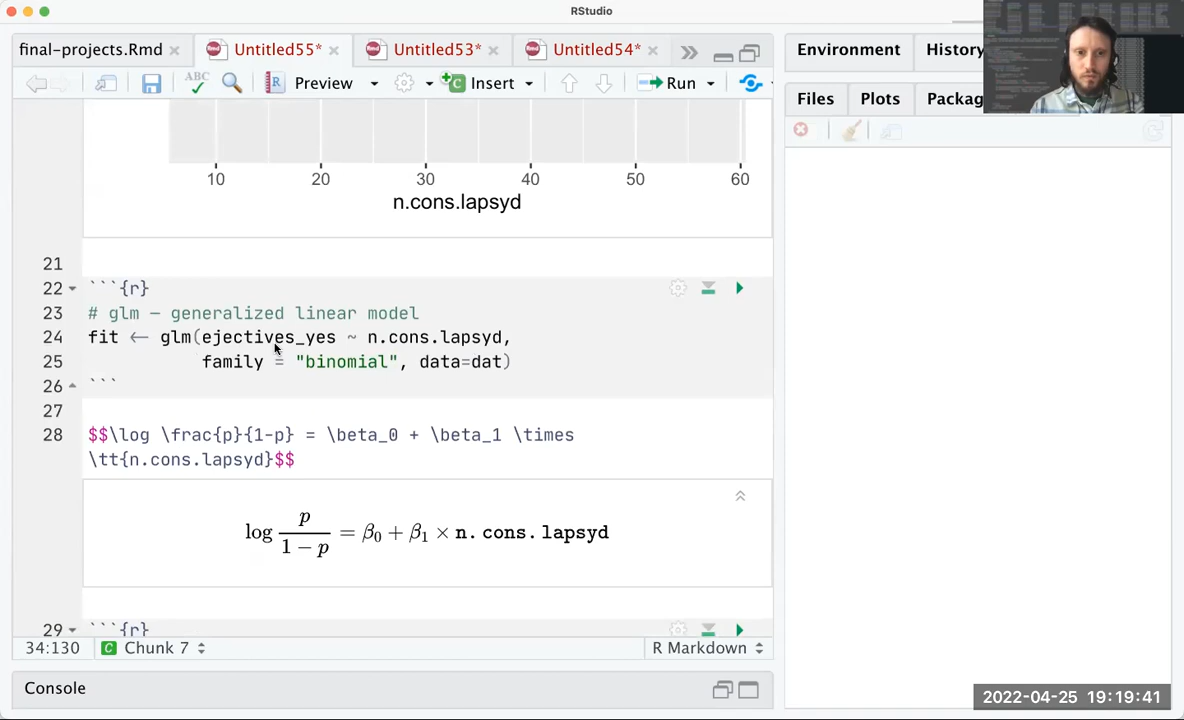 RStudio
final-projects.Rmd
Untitled55*
Untitled53*
Untitled54*
Environment
History
ABC
Preview
Insert
Run
Files
Plots
Packag
10 20 30 40 50 60
n.cons.lapsyd
21
22 ```{r}
23 # glm – generalized linear model
24 fit <- glm(ejectives_yes ~ n.cons.lapsyd,
25 family = "binomial", data=dat)
26 ```
27
28 $$\log \frac{p}{1-p} = \beta_0 + \beta_1 \times
\tt{n.cons.lapsyd}$$
log p/(1 − p) = β₀ + β₁ × n.cons.lapsyd
29 ```{r}
34:130 C Chunk 7 R Markdown
Console
2022-04-25 19:19:41